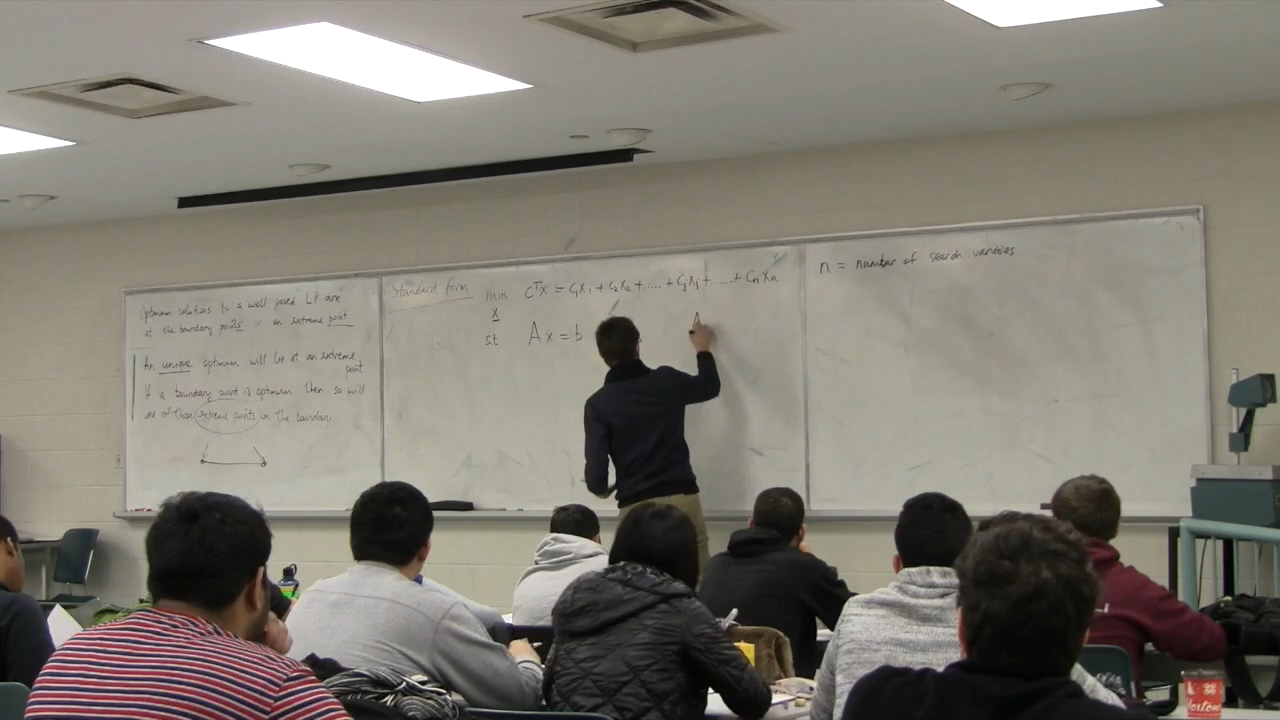 Optimum solutions to a well posed LP are
at the boundary points or an extreme point
An unique optimum will lie at an extreme
point
If a boundary point is optimum then so will
one of those extreme points in the boundary
Standard form
min cᵀx = c₁x₁ + c₂x₂ + .... + cⱼxⱼ + ..... + cₙxₙ
x
st Ax = b
n = number of search variables